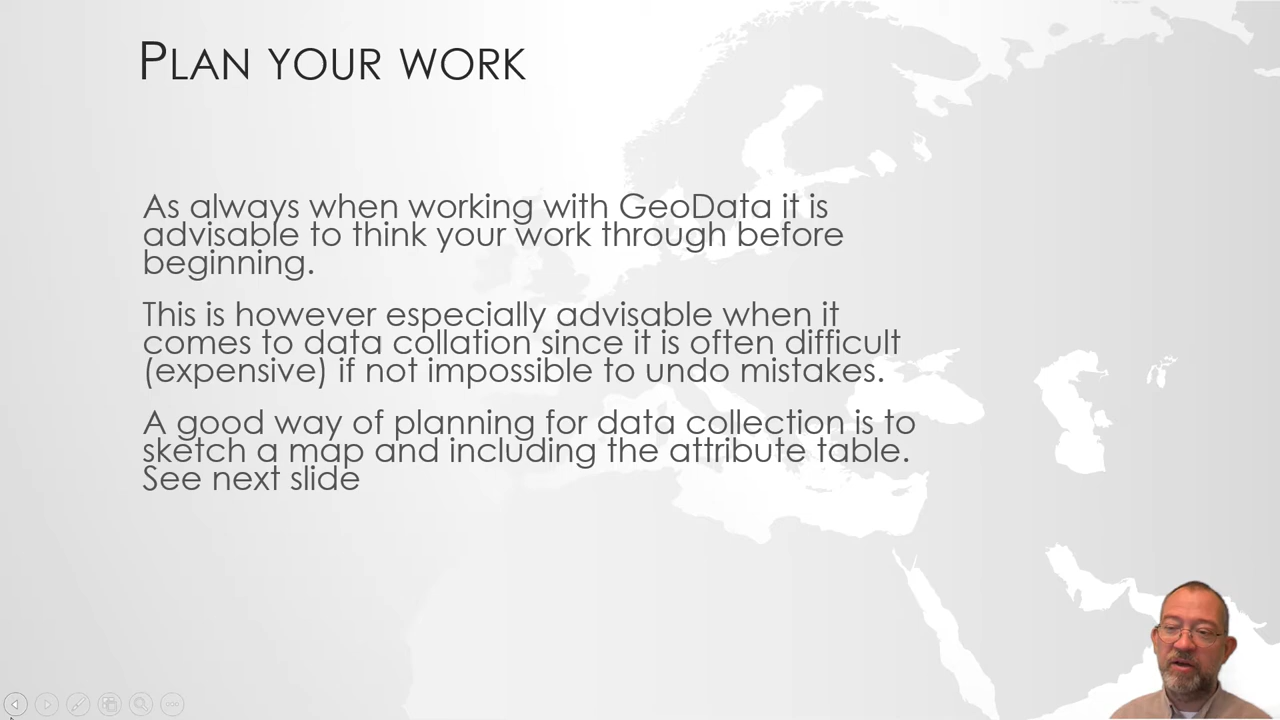 PLAN YOUR WORK
As always when working with GeoData it is
advisable to think your work through before
beginning.
This is however especially advisable when it
comes to data collation since it is often difficult
(expensive) if not impossible to undo mistakes.
A good way of planning for data collection is to
sketch a map and including the attribute table.
See next slide